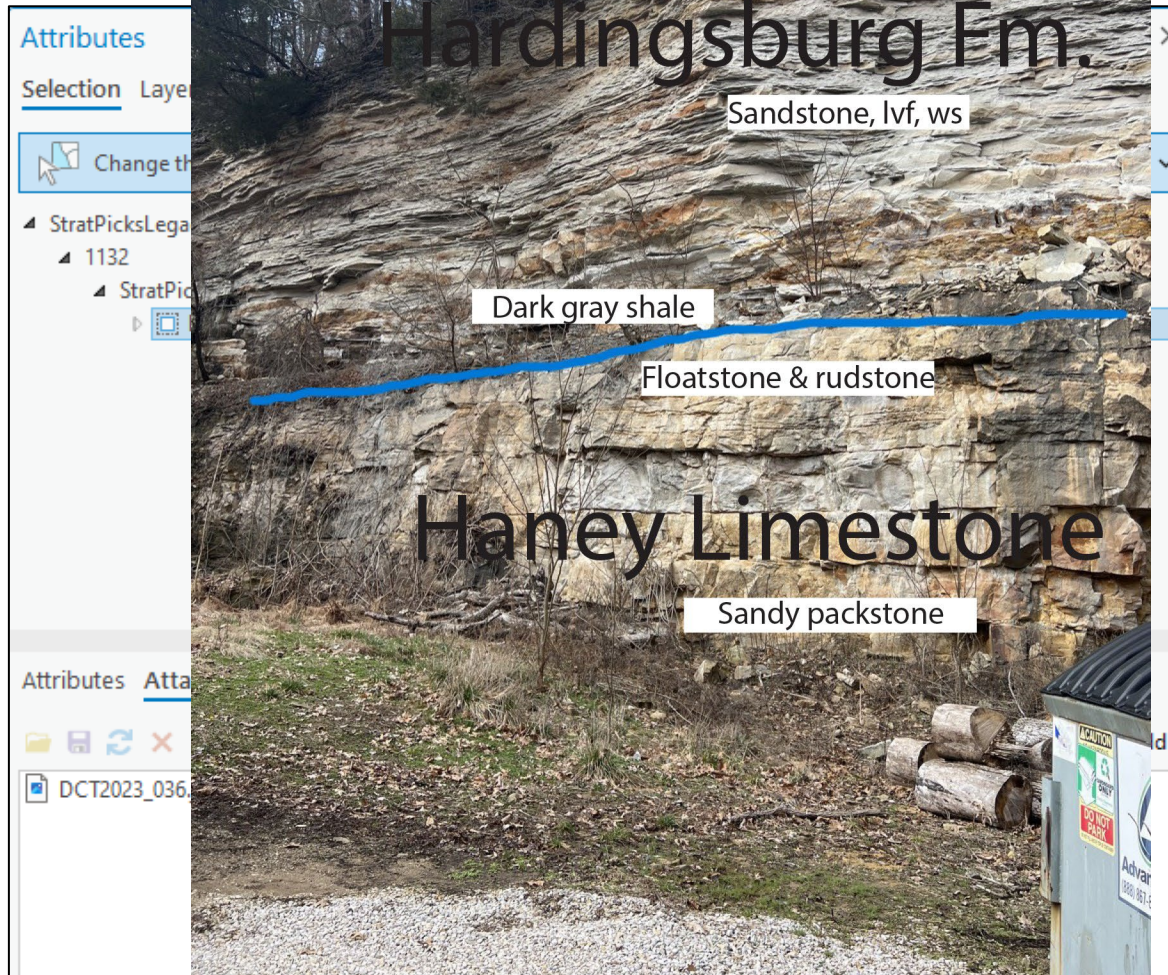 Attributes
Selection Layer
Change th
StratPicksLega
1132
StratPic
Attributes Atta
DCT2023_036.
Hardingsburg Fm.
Sandstone, lvf, ws
Dark gray shale
Floatstone & rudstone
Haney Limestone
Sandy packstone
CAUTION
DO NOT
PARK
Advan